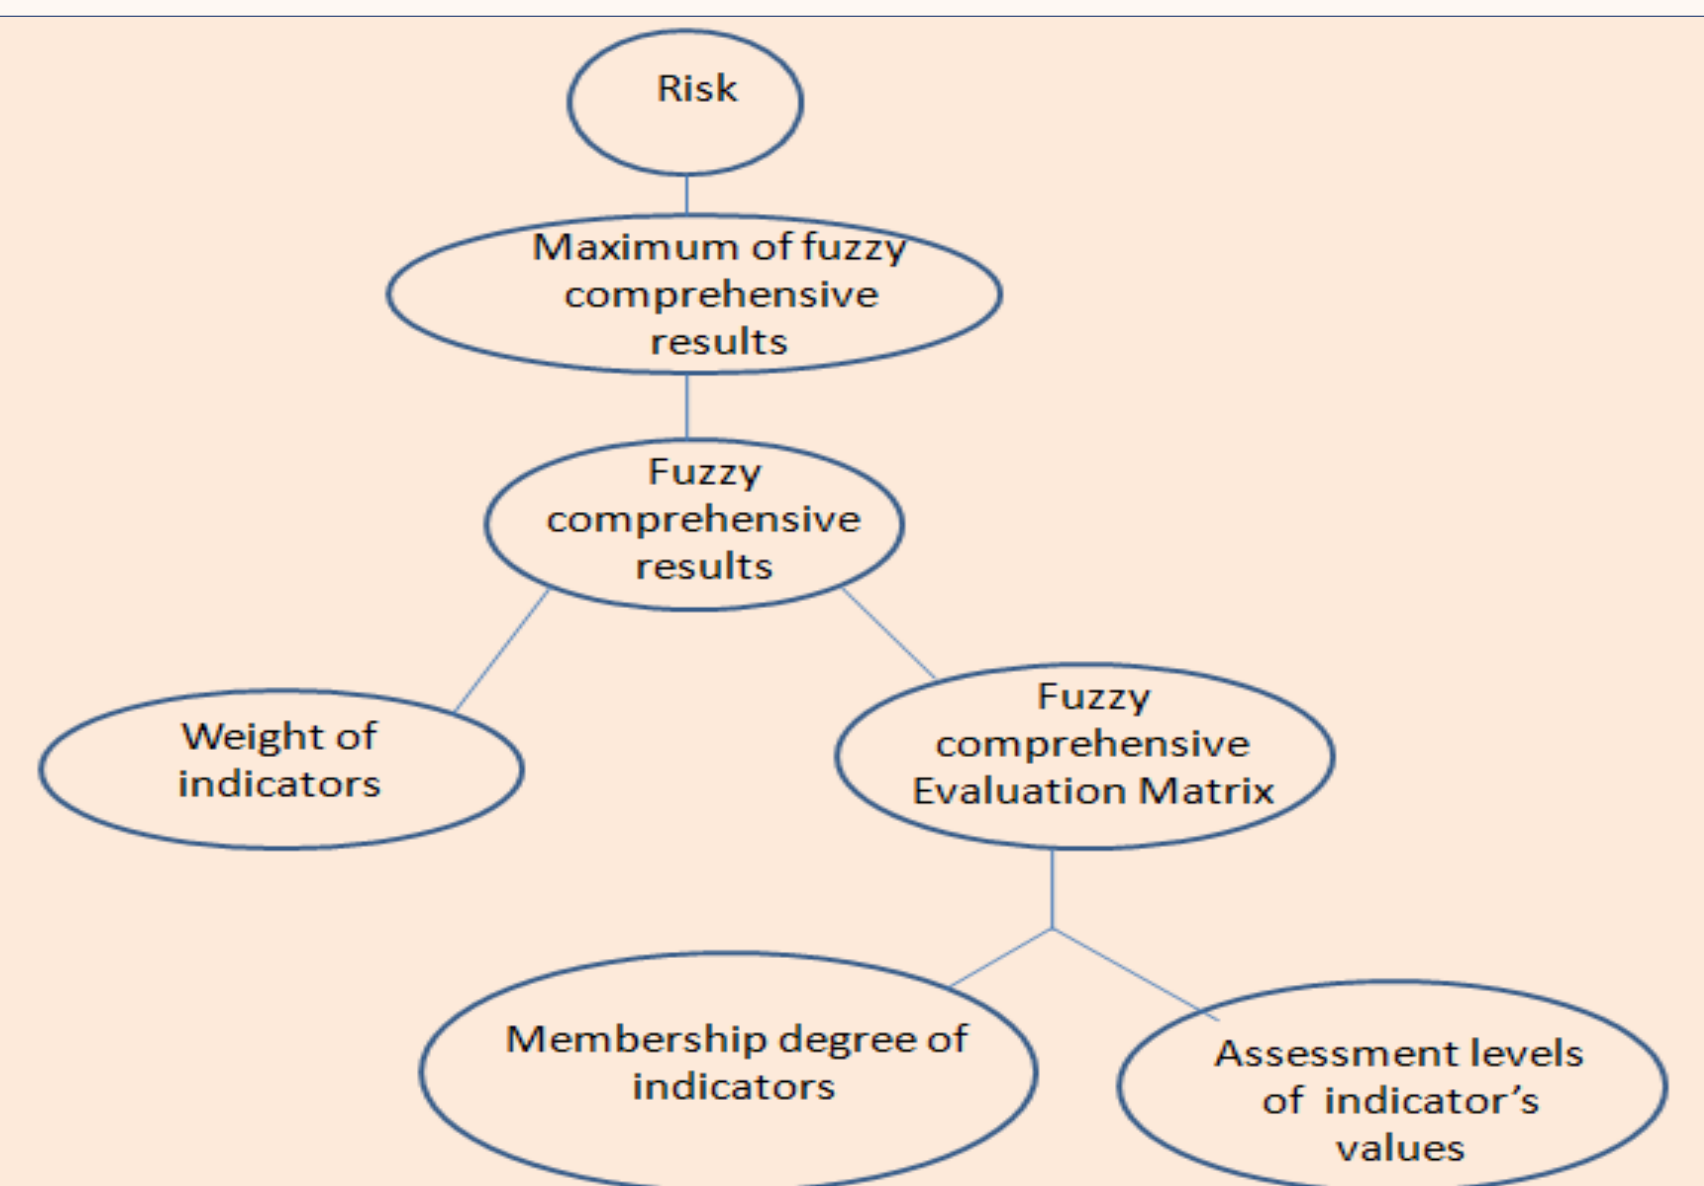 Risk
Maximum of fuzzy
comprehensive
results
Fuzzy
comprehensive
results
Weight of
indicators
Fuzzy
comprehensive
Evaluation Matrix
Membership degree of
indicators
Assessment levels
of indicator’s
values